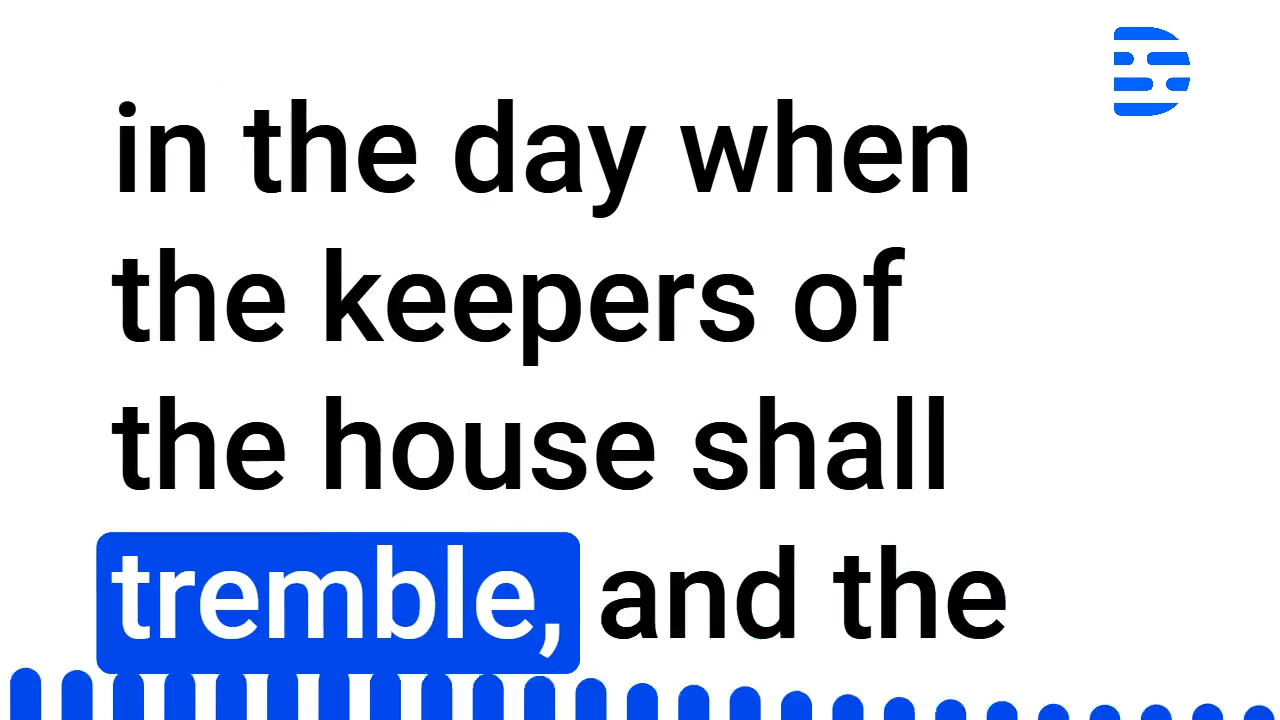 in the day when
the keepers of
the house shall
tremble, and the